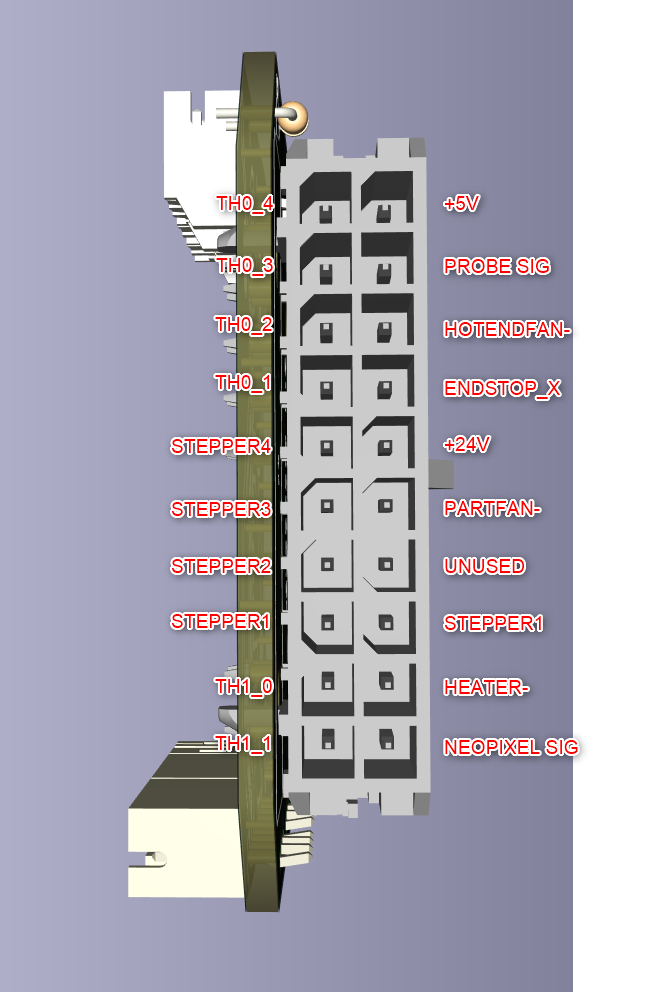 TH0_4 +5V
TH0_3 PROBE SIG
TH0_2 HOTENDFAN-
TH0_1 ENDSTOP_X
STEPPER4 +24V
STEPPER3 PARTFAN-
STEPPER2 UNUSED
STEPPER1 STEPPER1
TH1_0 HEATER-
TH1_1 NEOPIXEL SIG